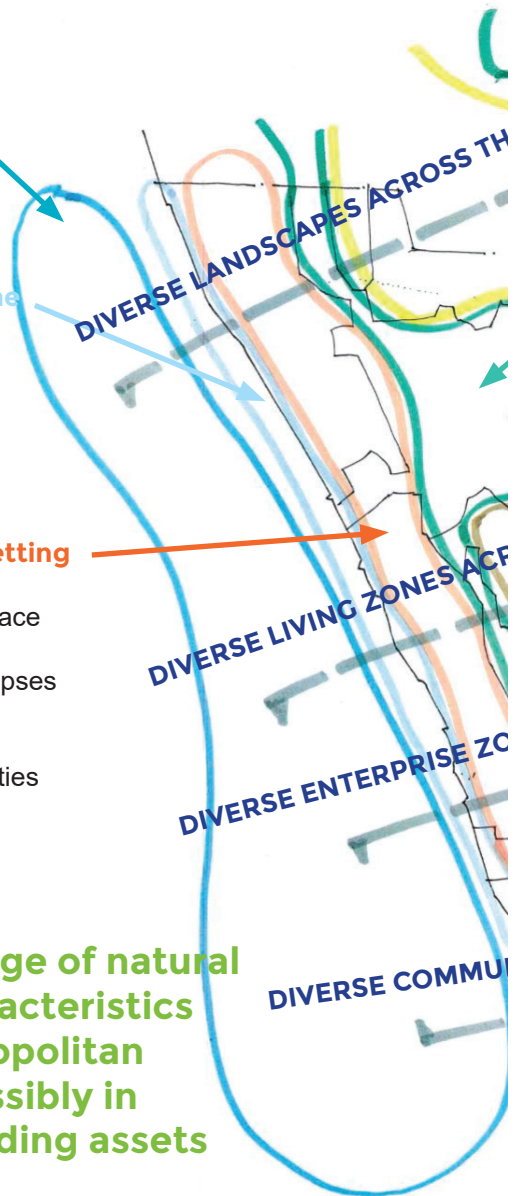 DIVERSE LANDSCAPES ACROSS TH
ne
etting
ace
DIVERSE LIVING ZONES ACR
pses
DIVERSE ENTERPRISE ZO
ties
ge of natural
DIVERSE COMMU
acteristics
opolitan
ssibly in
ding assets